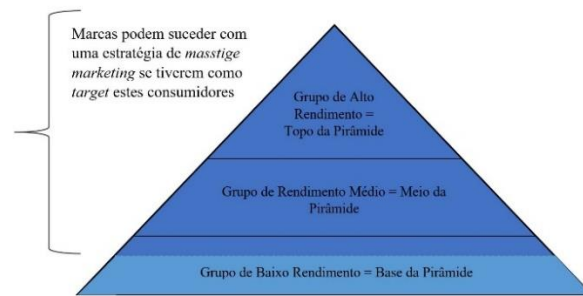 Marcas podem suceder com
uma estratégia de masstige
marketing se tiverem como
target estes consumidores
Grupo de Alto
Rendimento =
Topo da Pirâmide
Grupo de Rendimento Médio = Meio da
Pirâmide
Grupo de Baixo Rendimento = Base da Pirâmide